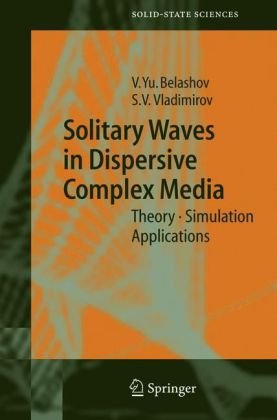 SOLID-STATE SCIENCES
V.Yu. Belashov
S.V. Vladimirov
Solitary Waves
in Dispersive
Complex Media
Theory · Simulation
Applications
Springer